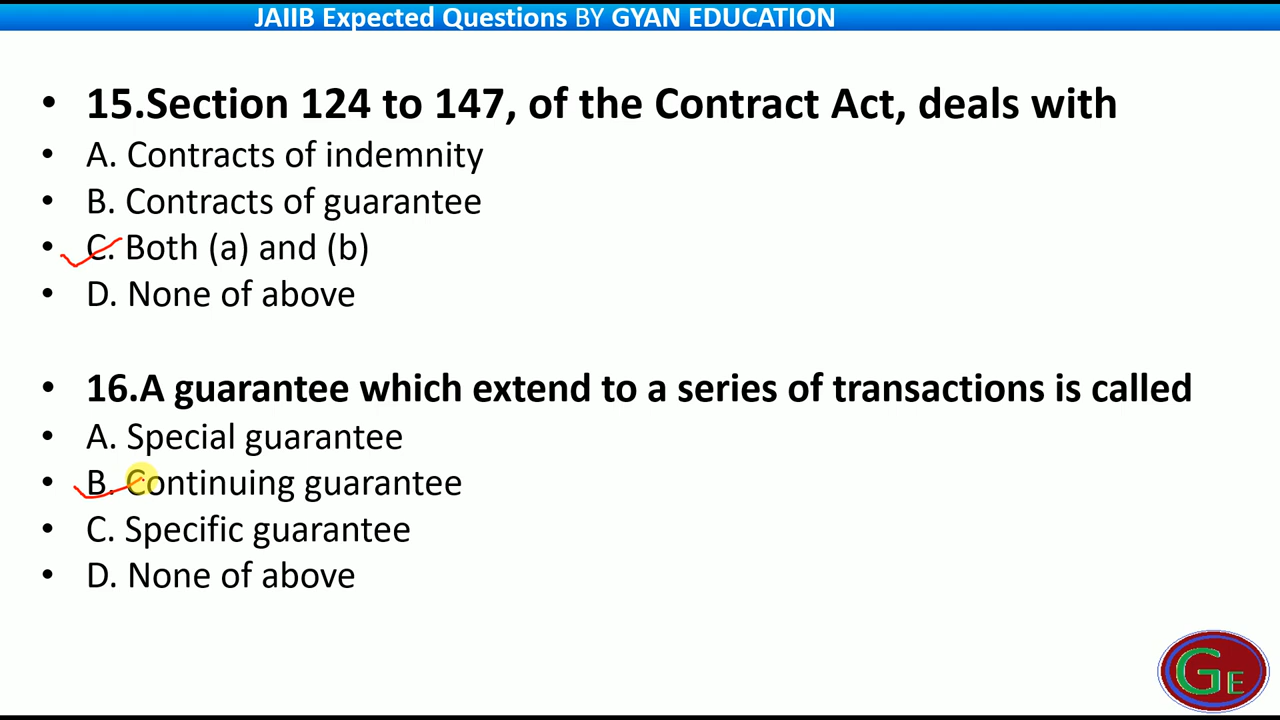 JAIIB Expected Questions BY GYAN EDUCATION
• 15.Section 124 to 147, of the Contract Act, deals with
• A. Contracts of indemnity
• B. Contracts of guarantee
• C. Both (a) and (b)
• D. None of above
• 16.A guarantee which extend to a series of transactions is called
• A. Special guarantee
• B. Continuing guarantee
• C. Specific guarantee
• D. None of above
GE